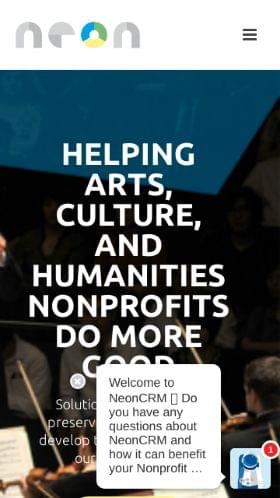 neon
HELPING
ARTS,
CULTURE,
AND
HUMANITIES
NONPROFITS
DO MORE
GOOD
Welcome to
NeonCRM ▯ Do
you have any
questions about
NeonCRM and
how it can benefit
your Nonprofit ...
1